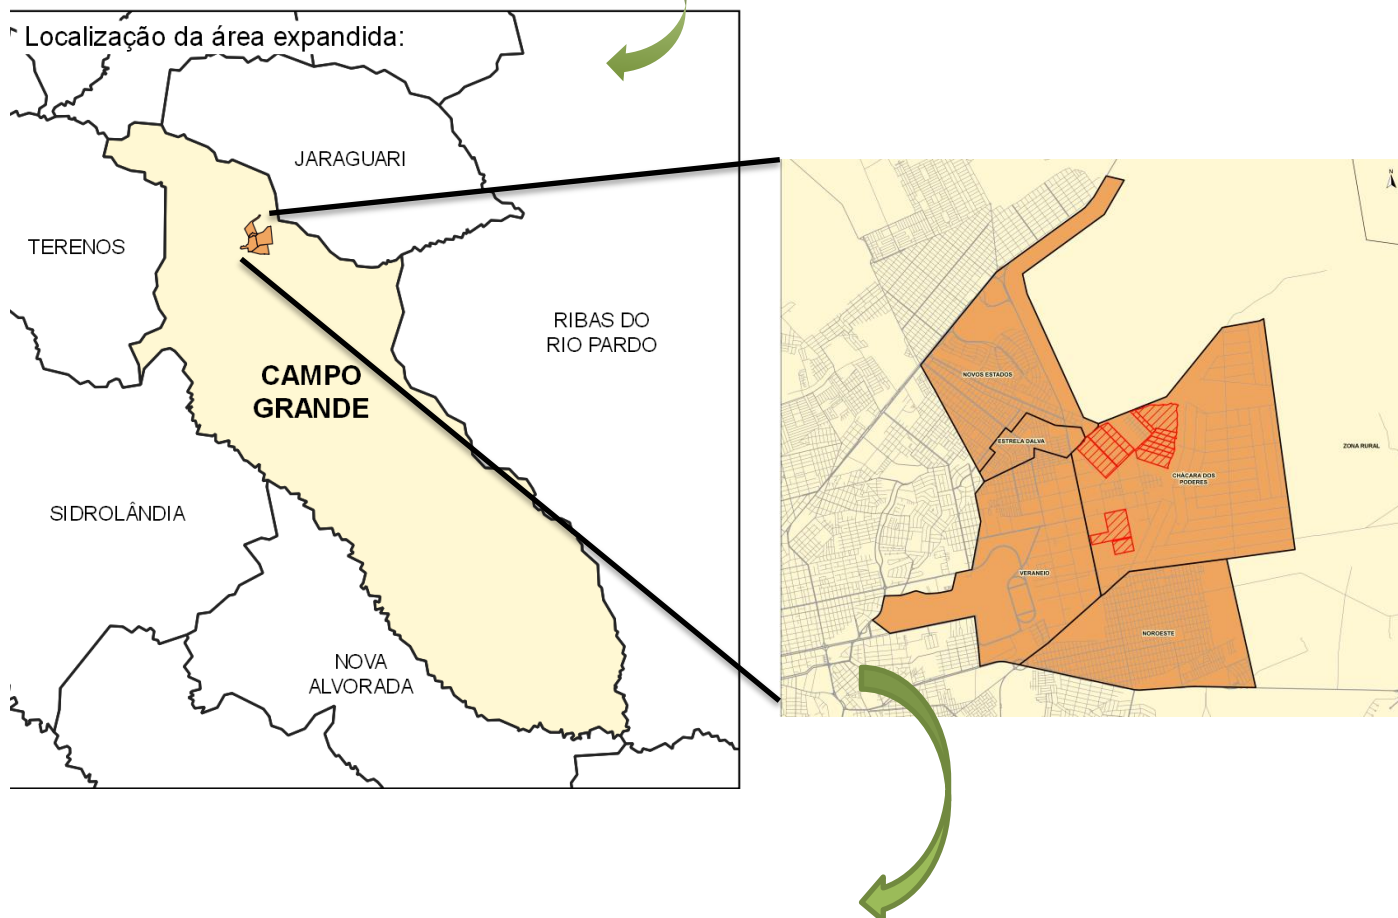 Localização da área expandida:
JARAGUARI
TERENOS
RIBAS DO
RIO PARDO
CAMPO
GRANDE
SIDROLÂNDIA
NOVA
ALVORADA
N
NOVOS ESTADOS
ESTRELA DALVA
ZONA RURAL
CHÁCARA DOS
PODERES
VERANEIO
NOROESTE